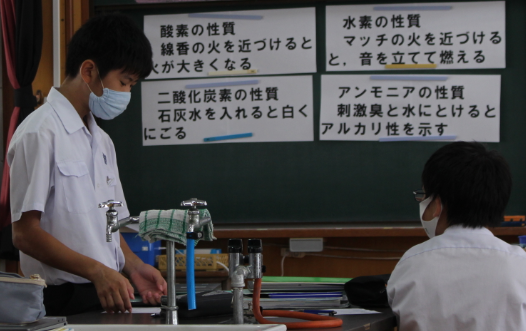 酸素の性質
線香の火を近づけると
火が大きくなる
水素の性質
マッチの火を近づける
と，音を立てて燃える
二酸化炭素の性質
石灰水を入れると白く
にごる
アンモニアの性質
刺激臭と水にとけると
アルカリ性を示す